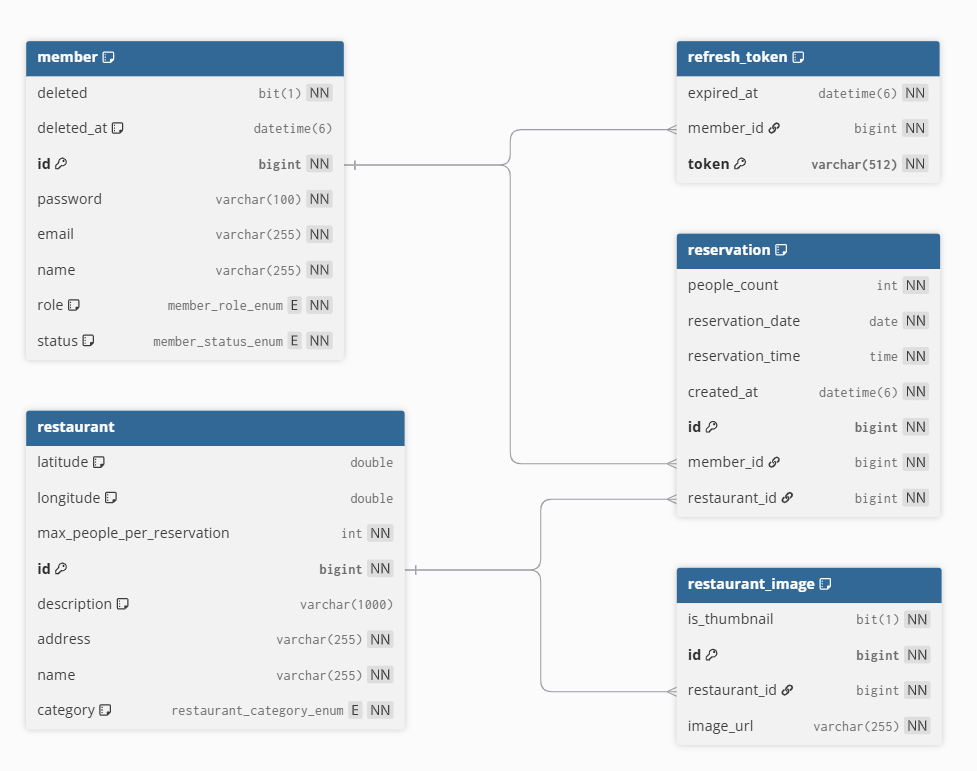 member
deleted bit(1) NN
deleted_at datetime(6)
id bigint NN
password varchar(100) NN
email varchar(255) NN
name varchar(255) NN
role member_role_enum E NN
status member_status_enum E NN
refresh_token
expired_at datetime(6) NN
member_id bigint NN
token varchar(512) NN
reservation
people_count int NN
reservation_date date NN
reservation_time time NN
created_at datetime(6) NN
id bigint NN
member_id bigint NN
restaurant_id bigint NN
restaurant
latitude double
longitude double
max_people_per_reservation int NN
id bigint NN
description varchar(1000)
address varchar(255) NN
name varchar(255) NN
category restaurant_category_enum E NN
restaurant_image
is_thumbnail bit(1) NN
id bigint NN
restaurant_id bigint NN
image_url varchar(255) NN